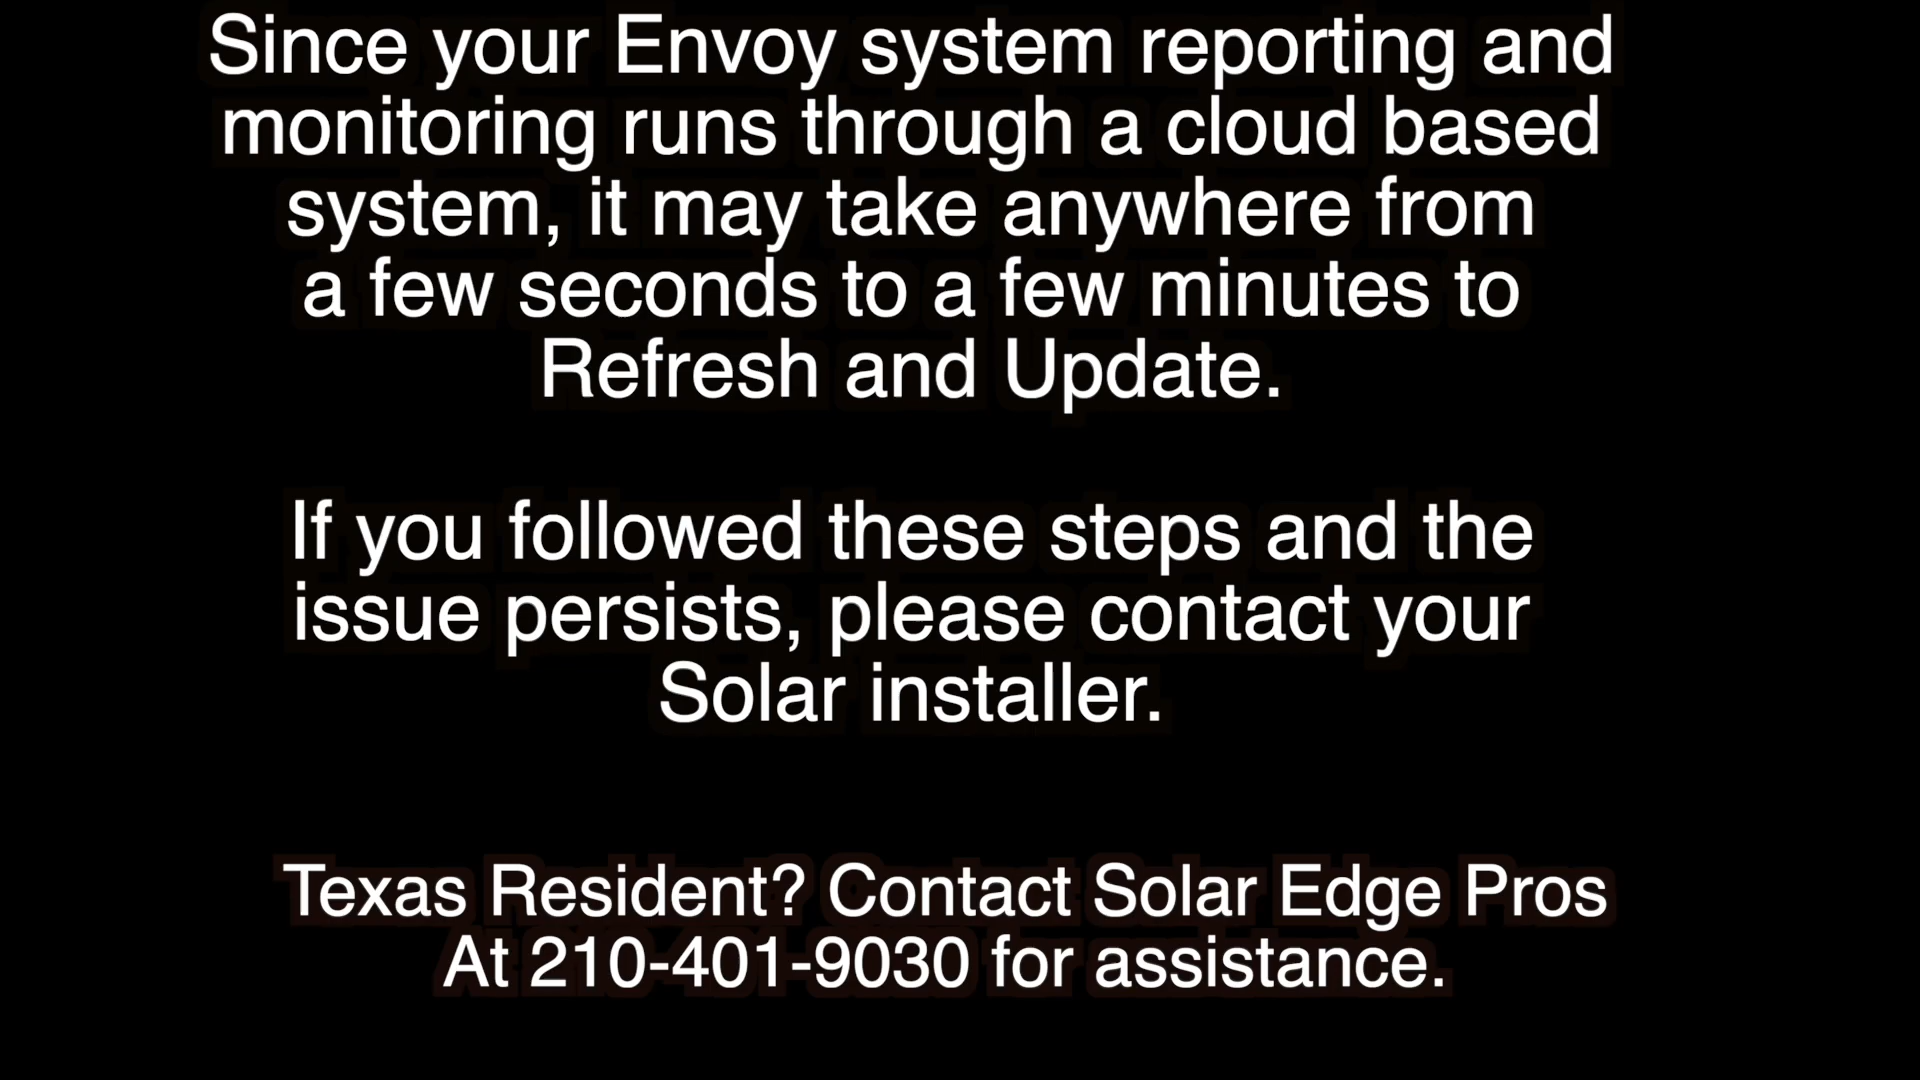 Since your Envoy system reporting and
monitoring runs through a cloud based
system, it may take anywhere from
a few seconds to a few minutes to
Refresh and Update.
If you followed these steps and the
issue persists, please contact your
Solar installer.
Texas Resident? Contact Solar Edge Pros
At 210-401-9030 for assistance.